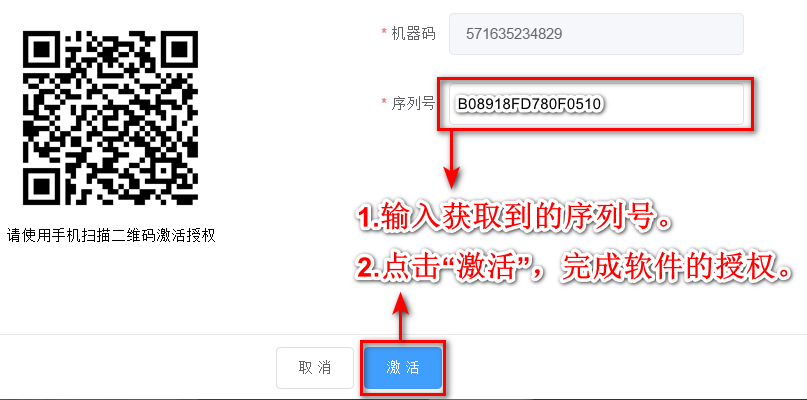 * 机器码 571635234829
* 序列号 B08918FD780F0510
1.输入获取到的序列号。
请使用手机扫描二维码激活授权
2.点击“激活”，完成软件的授权。
取 消 激 活